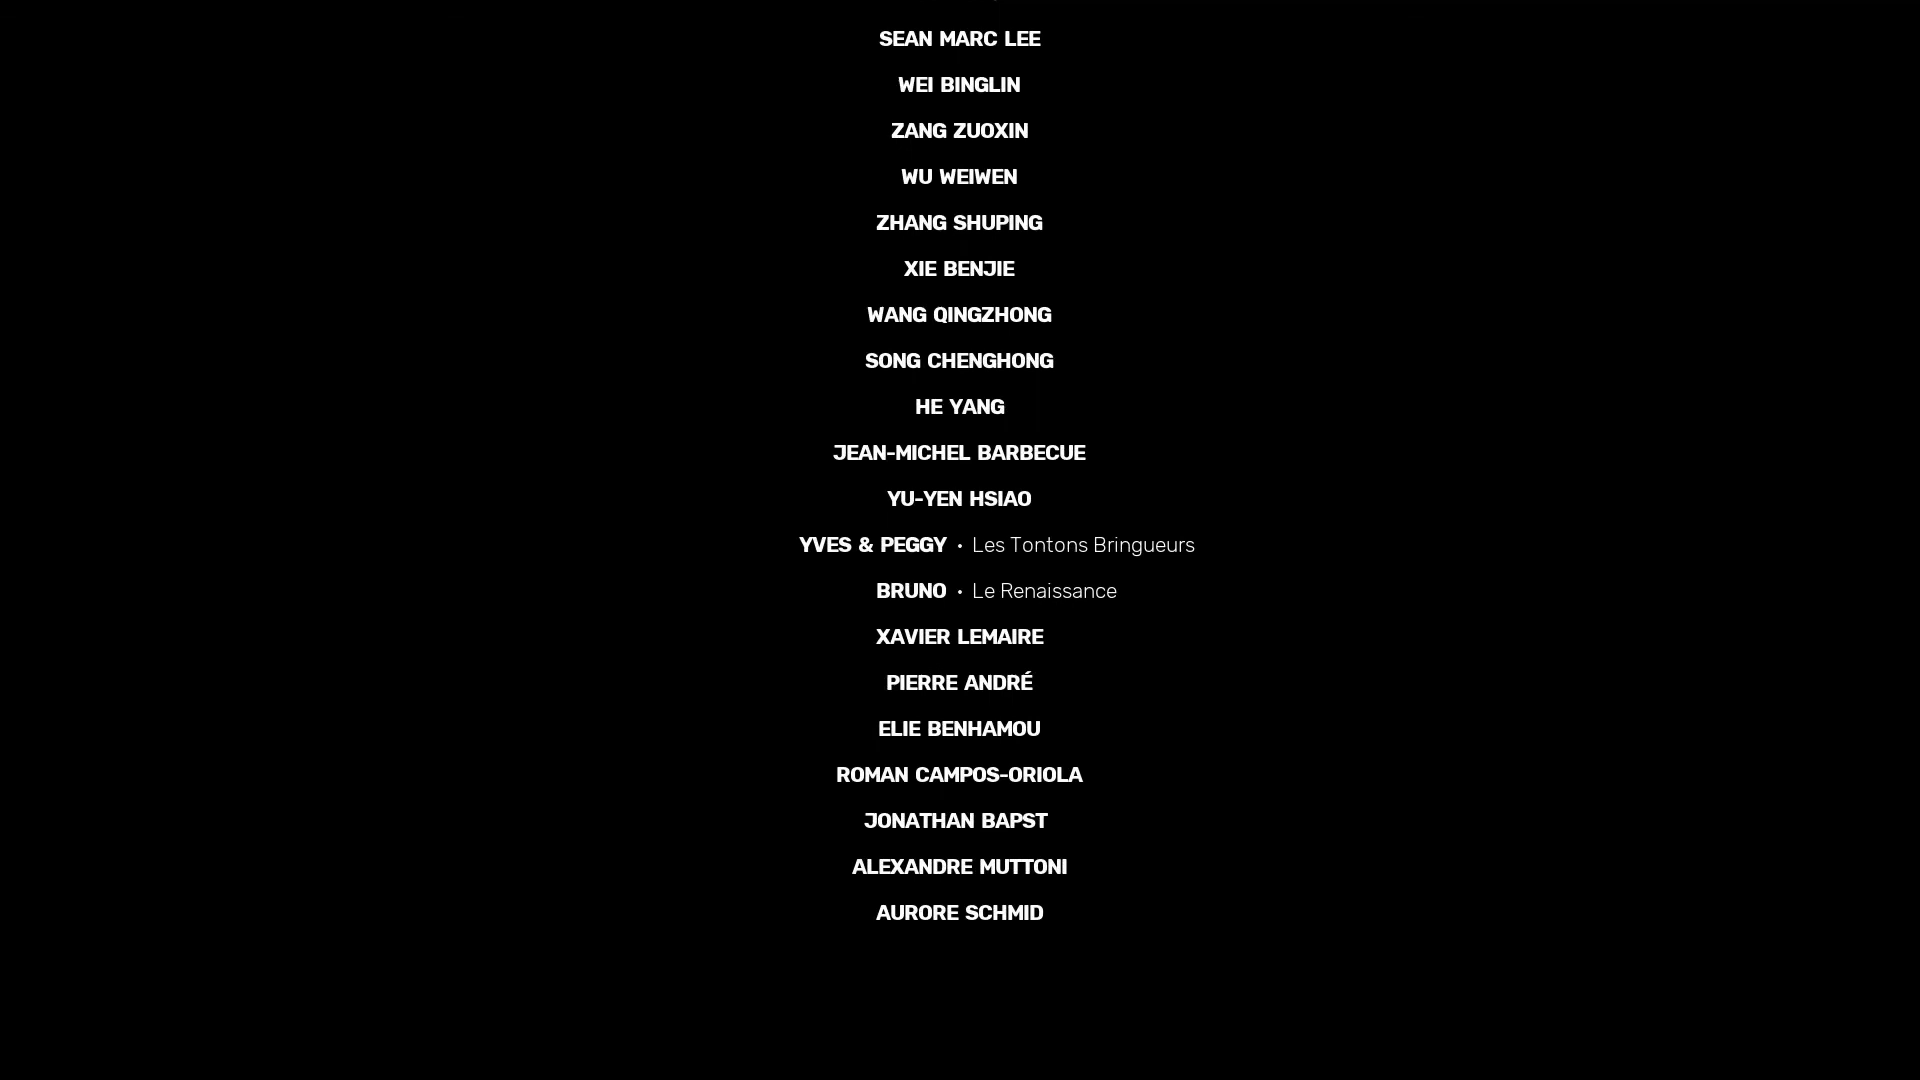 SEAN MARC LEE
WEI BINGLIN
ZANG ZUOXIN
WU WEIWEN
ZHANG SHUPING
XIE BENJIE
WANG QINGZHONG
SONG CHENGHONG
HE YANG
JEAN-MICHEL BARBECUE
YU-YEN HSIAO
YVES & PEGGY • Les Tontons Bringueurs
BRUNO • Le Renaissance
XAVIER LEMAIRE
PIERRE ANDRÉ
ELIE BENHAMOU
ROMAN CAMPOS-ORIOLA
JONATHAN BAPST
ALEXANDRE MUTTONI
AURORE SCHMID